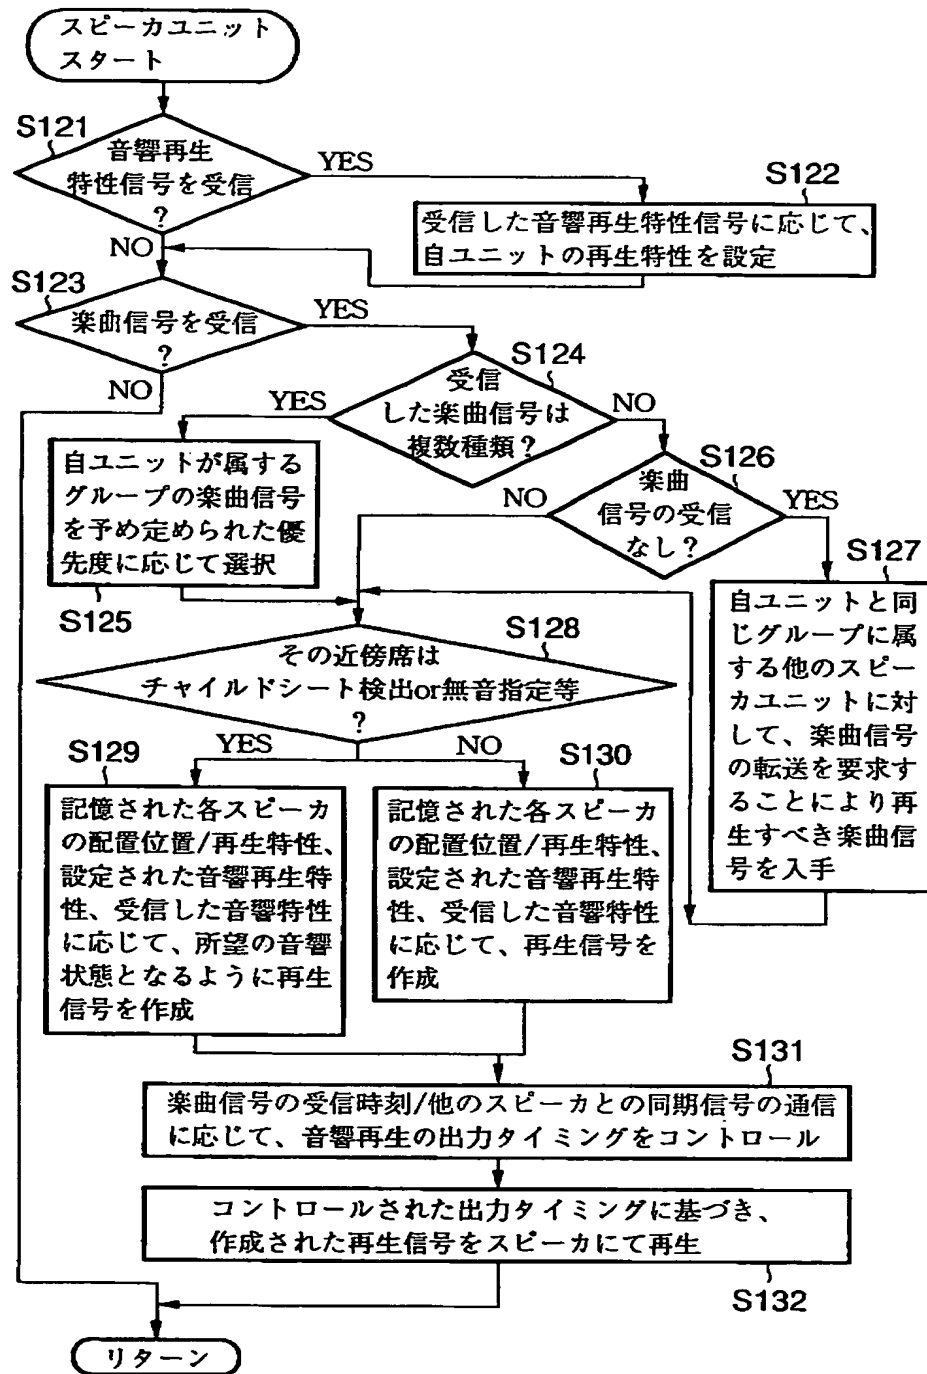 スピーカユニット
スタート
S121
音響再生
特性信号を受信
?
YES
NO
S122
受信した音響再生特性信号に応じて、
自ユニットの再生特性を設定
S123
楽曲信号を受信
?
YES
NO
S124
受信
した楽曲信号は
複数種類?
YES
NO
自ユニットが属する
グループの楽曲信号
を予め定められた優
先度に応じて選択
S125
S126
楽曲
信号の受信
なし?
NO
YES
S127
自ユニットと同
じグループに属
する他のスピー
カユニットに対
して、楽曲信号
の転送を要求す
ることにより再
生すべき楽曲信
号を入手
S128
その近傍席は
チャイルドシート検出or無音指定等
?
YES
NO
S129
記憶された各スピーカ
の配置位置/再生特性、
設定された音響再生特
性、受信した音響特性
に応じて、所望の音響
状態となるように再生
信号を作成
S130
記憶された各スピーカ
の配置位置/再生特性、
設定された音響再生特
性、受信した音響特性
に応じて、再生信号を
作成
S131
楽曲信号の受信時刻/他のスピーカとの同期信号の通信
に応じて、音響再生の出力タイミングをコントロール
コントロールされた出力タイミングに基づき、
作成された再生信号をスピーカにて再生
S132
リターン